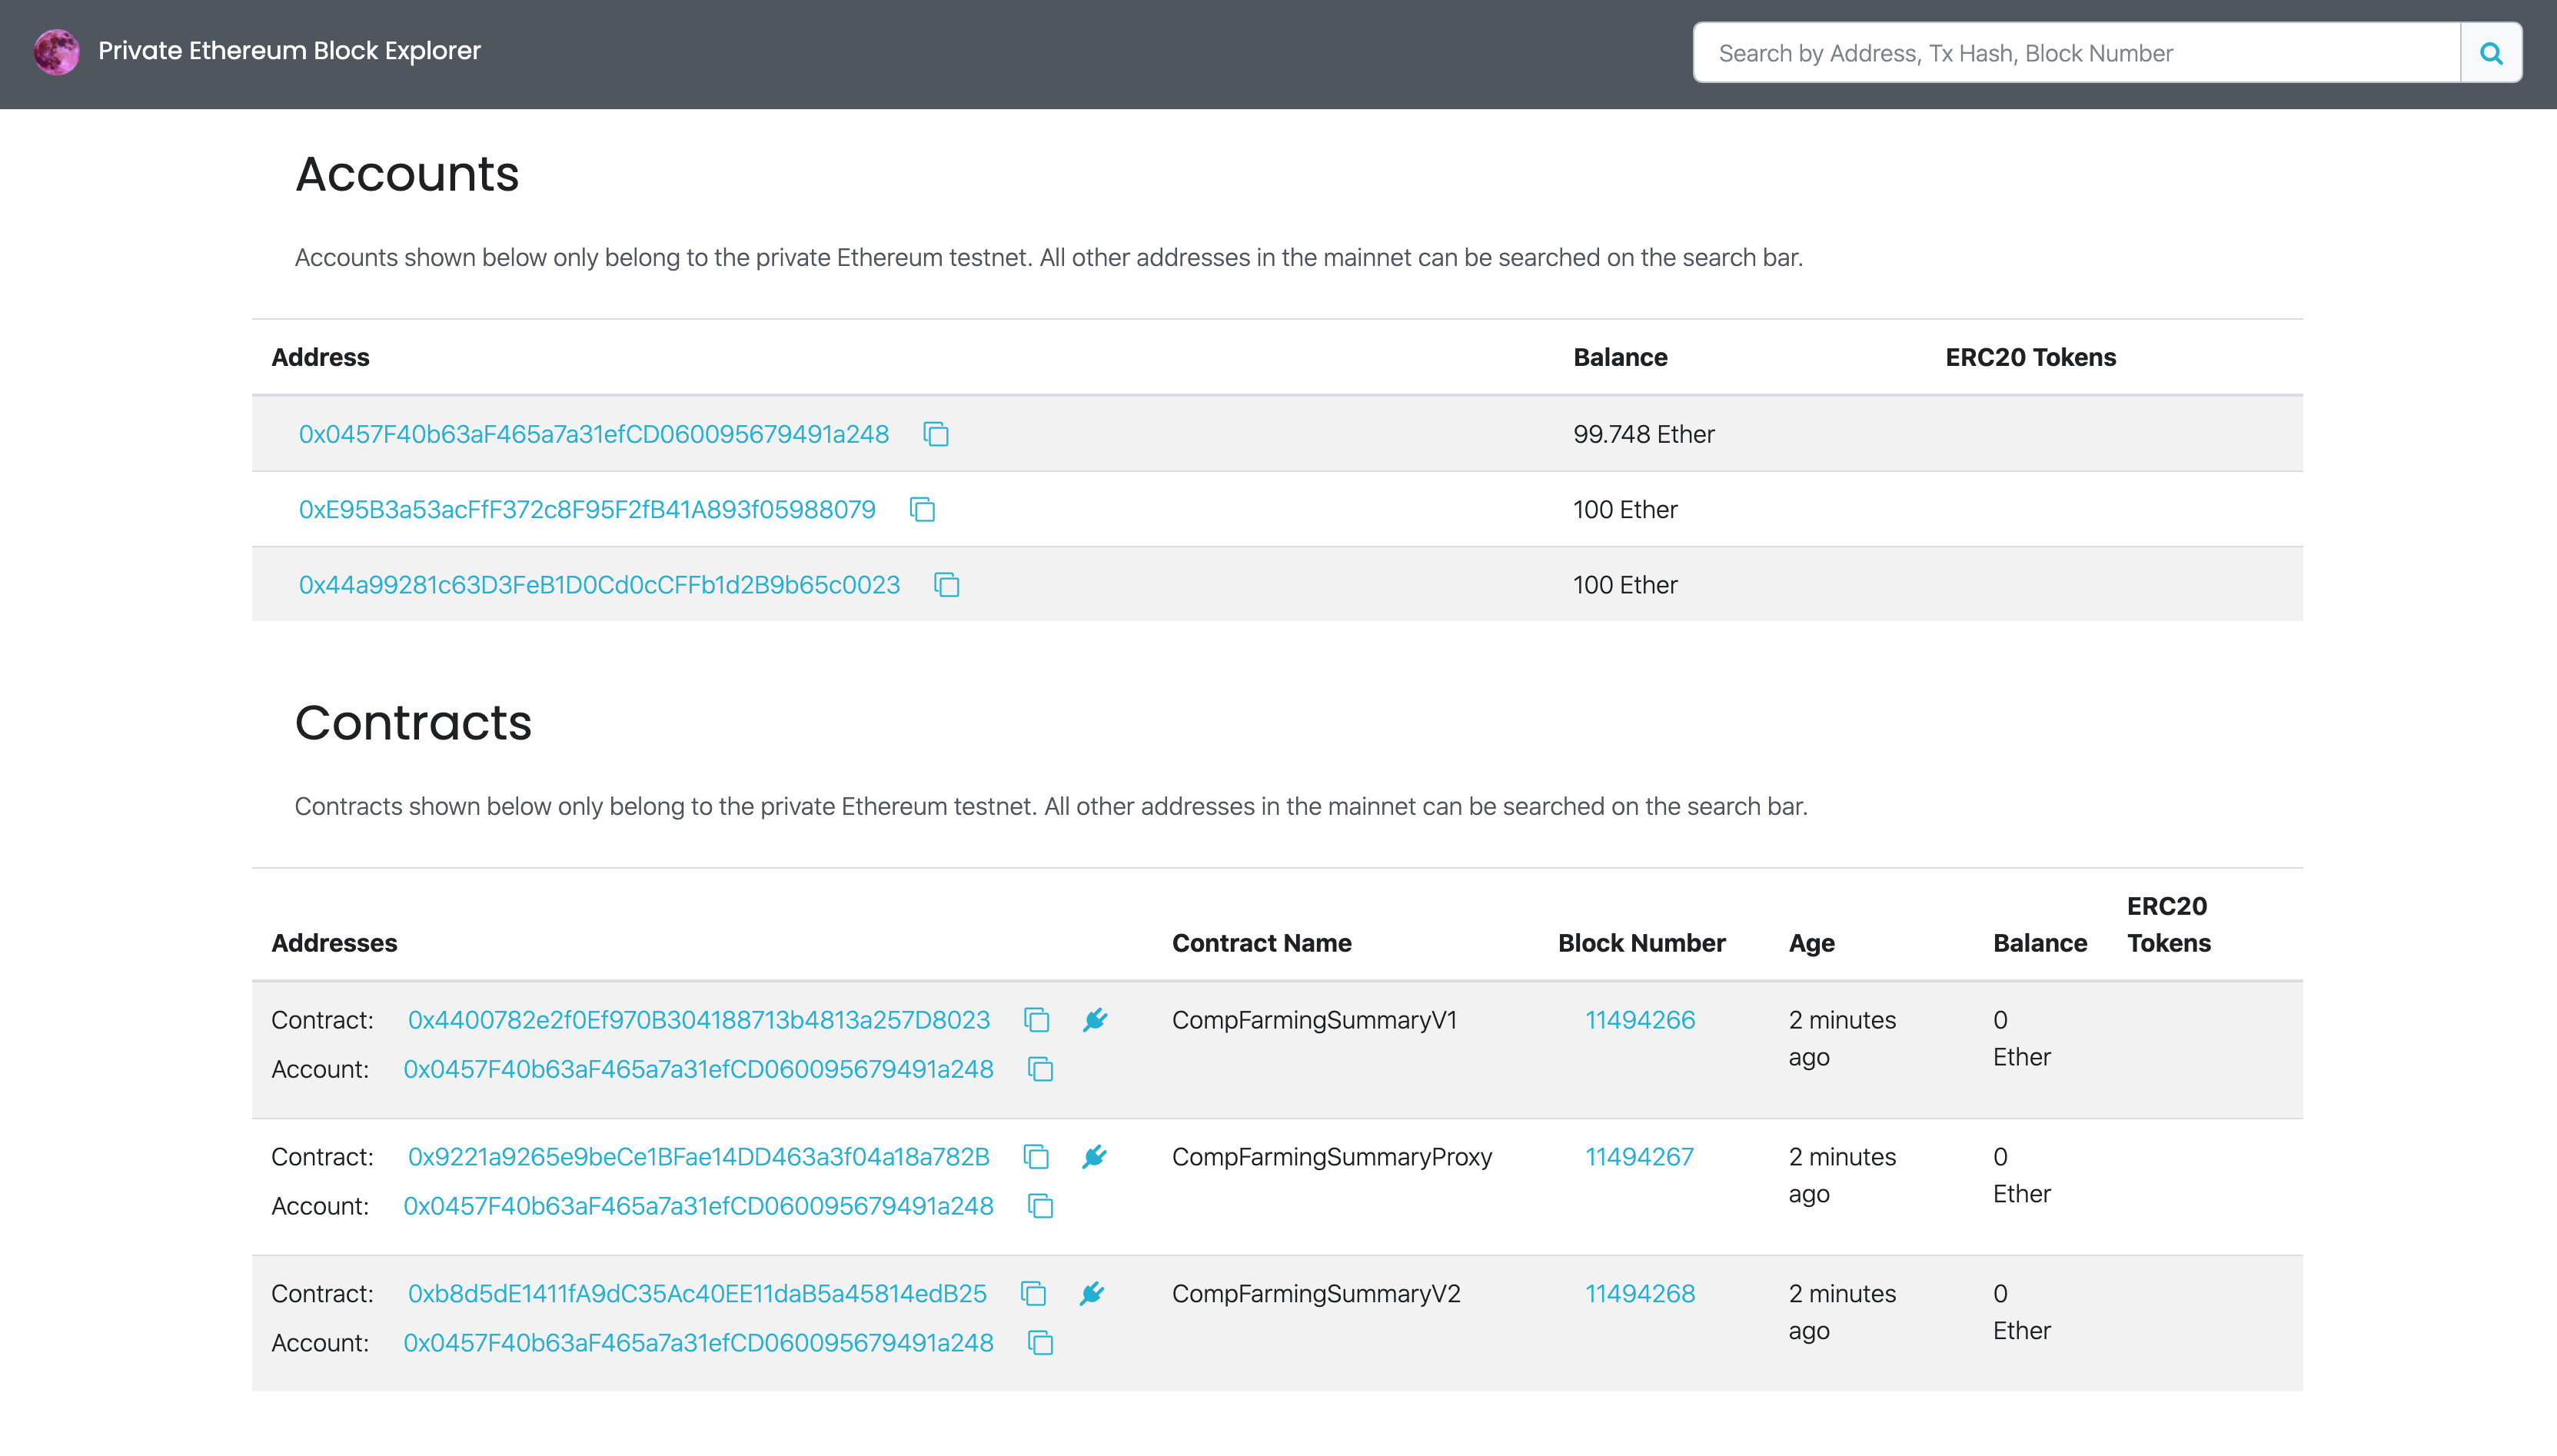 Private Ethereum Block Explorer
Search by Address, Tx Hash, Block Number
Accounts
Accounts shown below only belong to the private Ethereum testnet. All other addresses in the mainnet can be searched on the search bar.
Address Balance ERC20 Tokens
0x0457F40b63aF465a7a31efCD060095679491a248 99.748 Ether
0xE95B3a53acFfF372c8F95F2fB41A893f05988079 100 Ether
0x44a99281c63D3FeB1D0Cd0cCFFb1d2B9b65c0023 100 Ether
Contracts
Contracts shown below only belong to the private Ethereum testnet. All other addresses in the mainnet can be searched on the search bar.
ERC20
Addresses Contract Name Block Number Age Balance Tokens
Contract: 0x4400782e2f0Ef970B304188713b4813a257D8023 CompFarmingSummaryV1 11494266 2 minutes 0
ago Ether
Account: 0x0457F40b63aF465a7a31efCD060095679491a248
Contract: 0x9221a9265e9beCe1BFae14DD463a3f04a18a782B CompFarmingSummaryProxy 11494267 2 minutes 0
ago Ether
Account: 0x0457F40b63aF465a7a31efCD060095679491a248
Contract: 0xb8d5dE1411fA9dC35Ac40EE11daB5a45814edB25 CompFarmingSummaryV2 11494268 2 minutes 0
ago Ether
Account: 0x0457F40b63aF465a7a31efCD060095679491a248